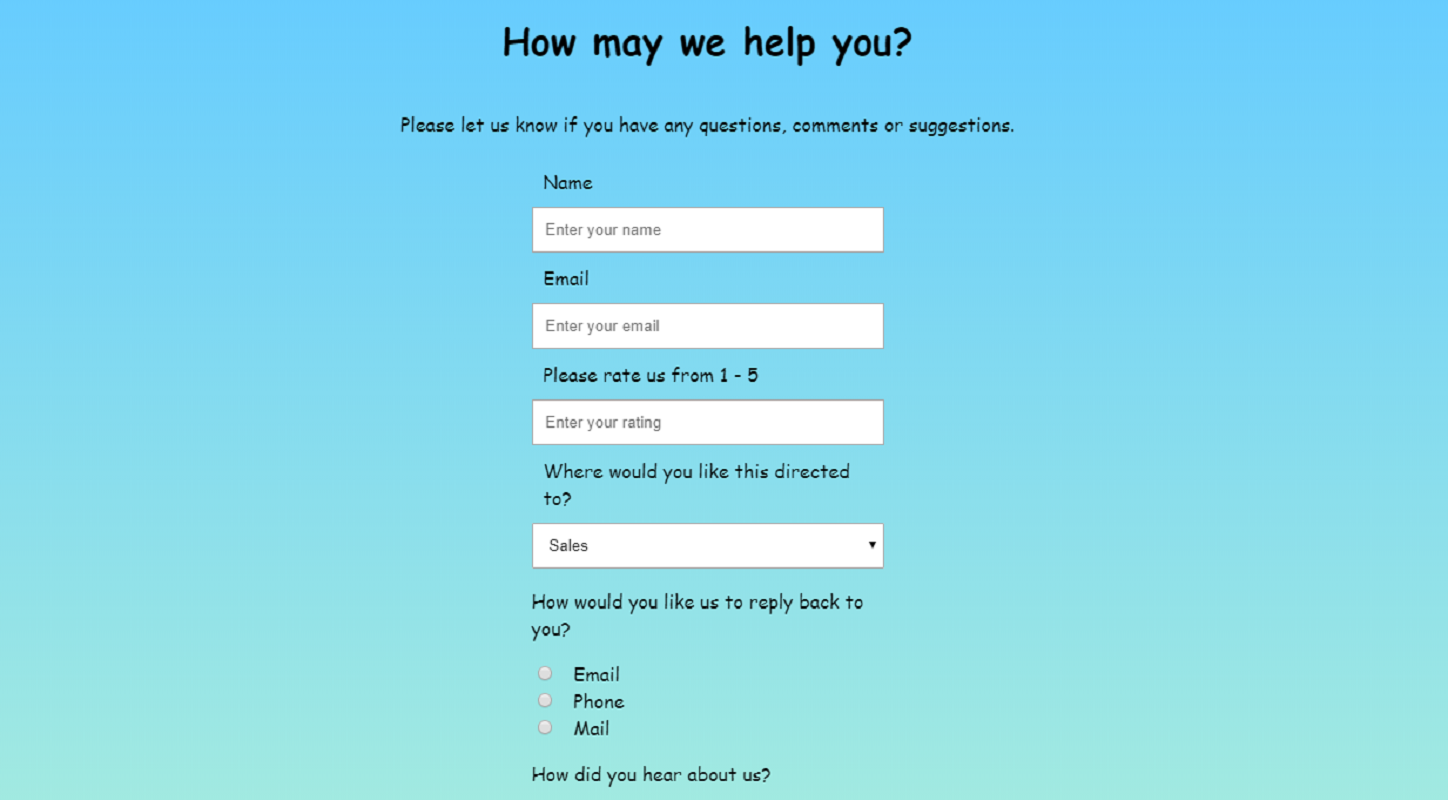 How may we help you?
Please let us know if you have any questions, comments or suggestions.
Name
Enter your name
Email
Enter your email
Please rate us from 1 - 5
Enter your rating
Where would you like this directed
to?
Sales
How would you like us to reply back to
you?
Email
Phone
Mail
How did you hear about us?